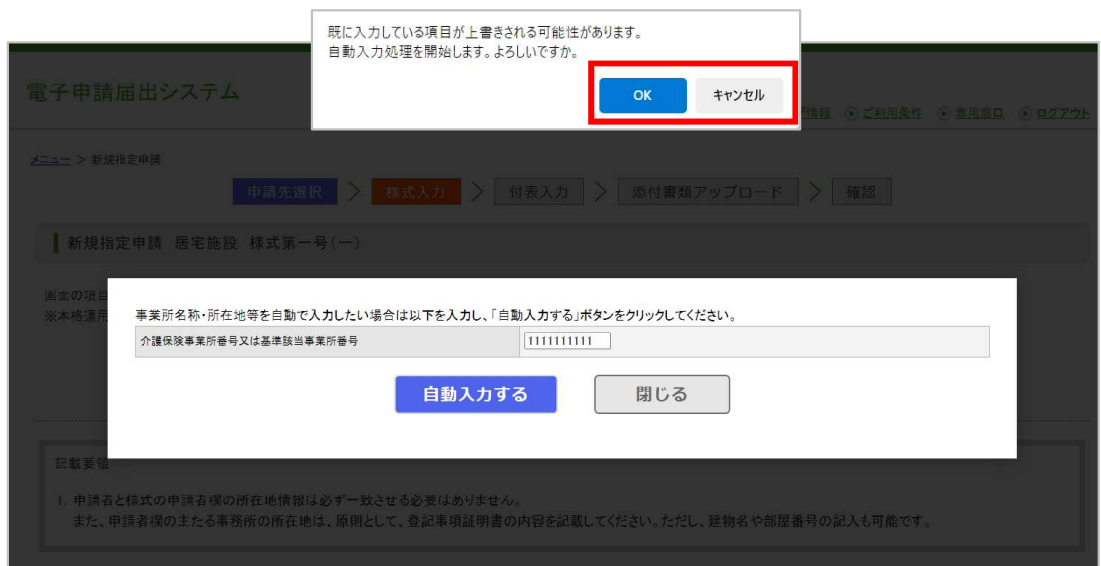 既に入力している項目が上書きされる可能性があります。
自動入力処理を開始します。よろしいですか。
OK キャンセル
電子申請届出システム
ご利用条件 専用窓口 ログアウト
メニュー > 新規指定申請
申請先選択 > 様式入力 > 付表入力 > 添付書類アップロード > 確認
新規指定申請 居宅施設 様式第一号(一)
画面の項目
※本格運用
事業所名称・所在地等を自動で入力したい場合は以下を入力し、「自動入力する」ボタンをクリックしてください。
介護保険事業所番号又は基準該当事業所番号 1111111111
自動入力する 閉じる
記載要領
1. 申請者と様式の申請者欄の所在地情報は必ず一致させる必要はありません。
また、申請者欄の主たる事務所の所在地は、原則として、登記事項証明書の内容を記載してください。ただし、建物名や部屋番号の記入も可能です。